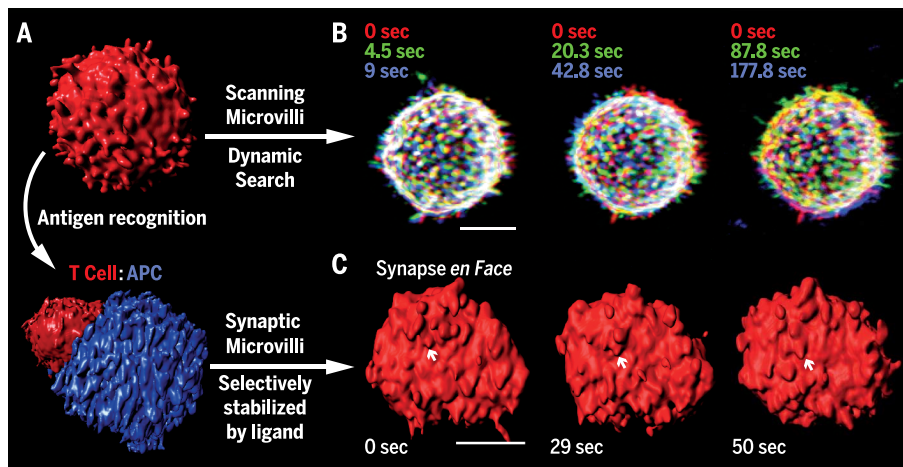 A
Scanning
Microvilli
Dynamic
Search
Antigen recognition
T Cell:APC
Synaptic
Microvilli
Selectively
stabilized
by ligand
B
0 sec
4.5 sec
9 sec
0 sec
20.3 sec
42.8 sec
0 sec
87.8 sec
177.8 sec
C
Synapse en Face
0 sec
29 sec
50 sec